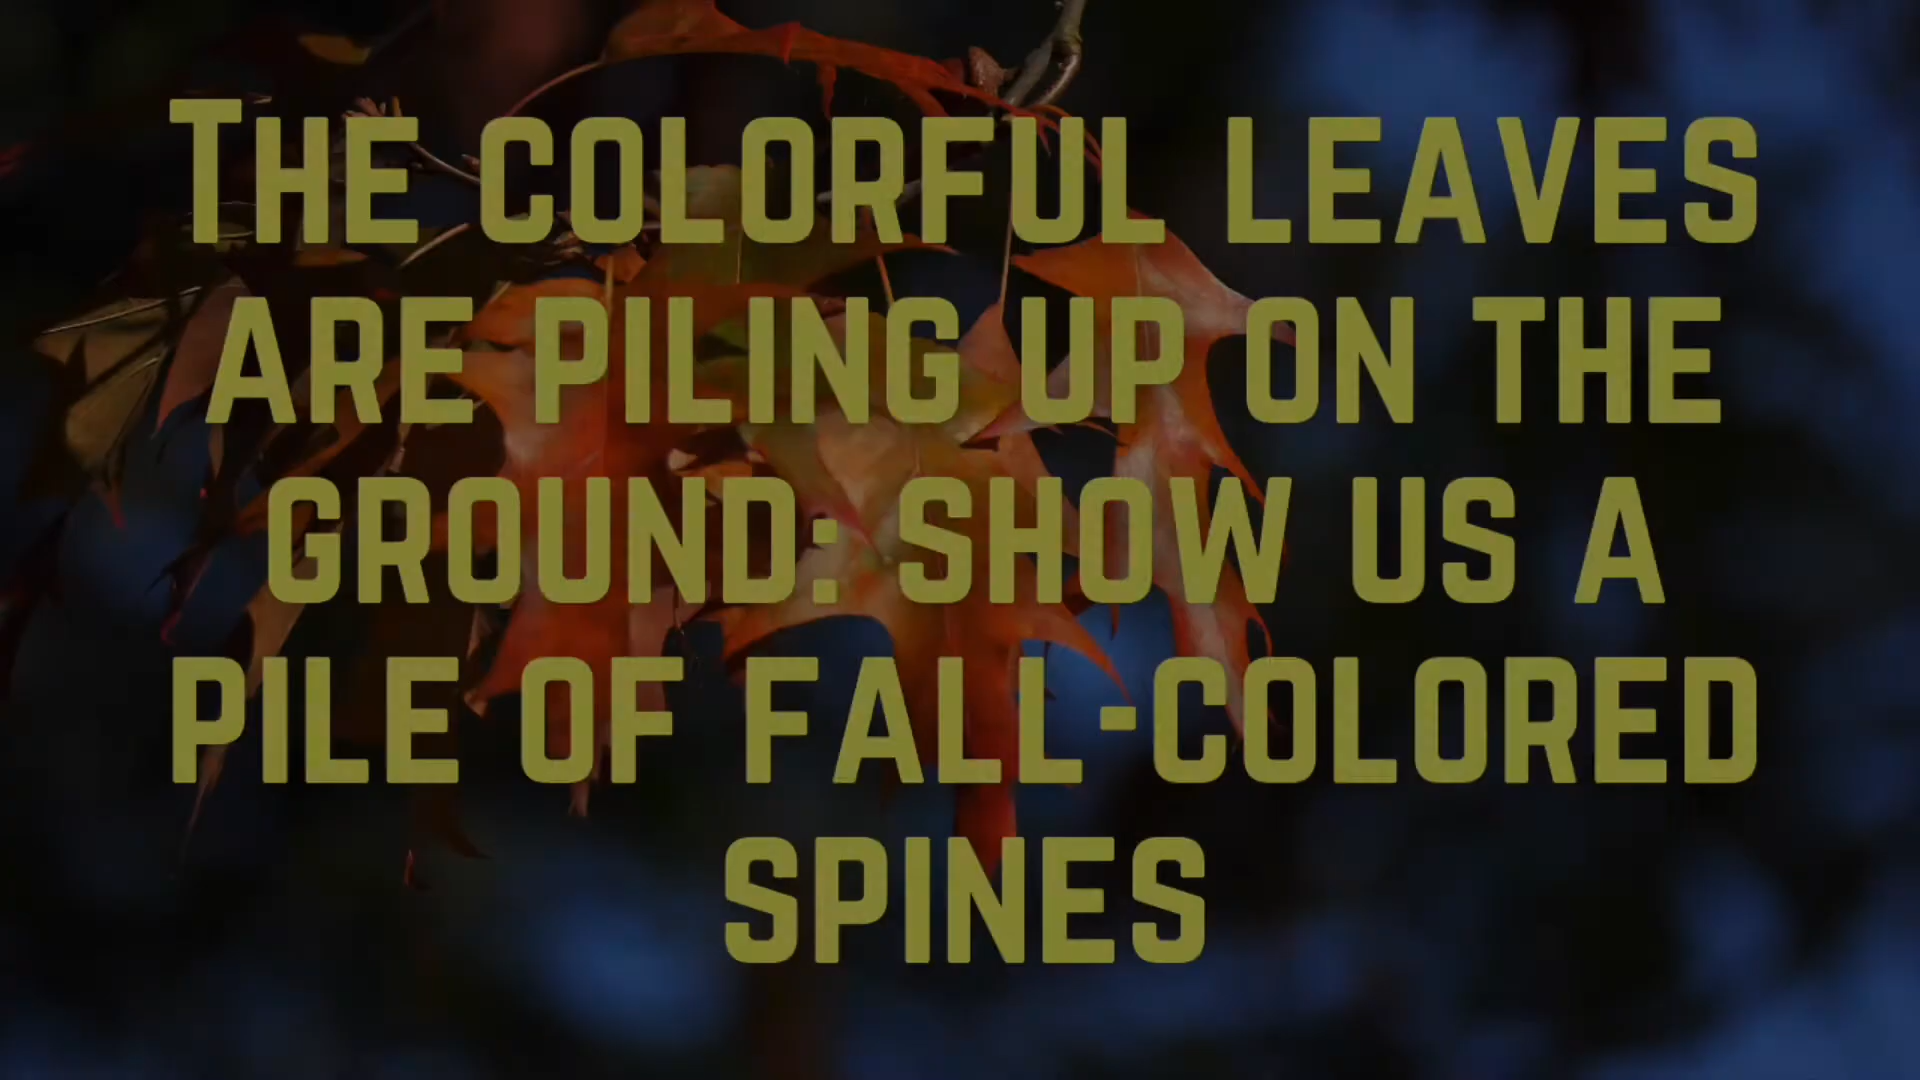 The colorful leaves
are piling up on the
ground: show us a
pile of fall-colored
spines